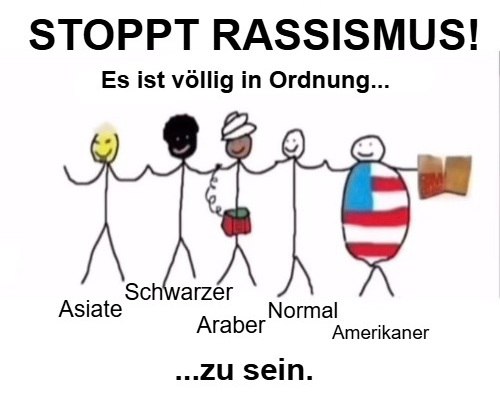 STOPPT RASSISMUS!
Es ist völlig in Ordnung...
Asiate
Schwarzer
Araber
Normal
Amerikaner
...zu sein.